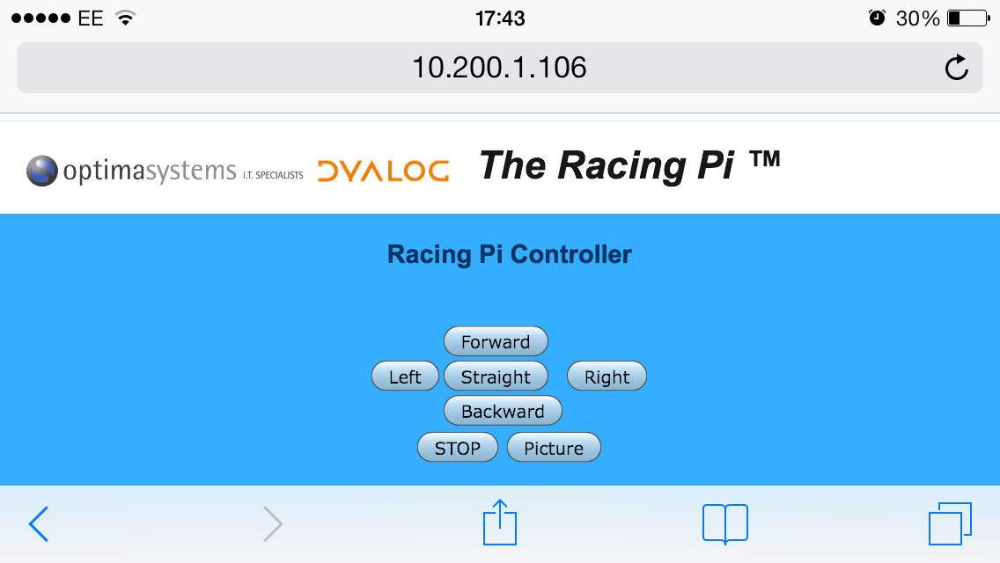 EE 17:43 30%
10.200.1.106
optimasystems I.T. SPECIALISTS DYALOG The Racing Pi ™
Racing Pi Controller
Forward
Left Straight Right
Backward
STOP Picture